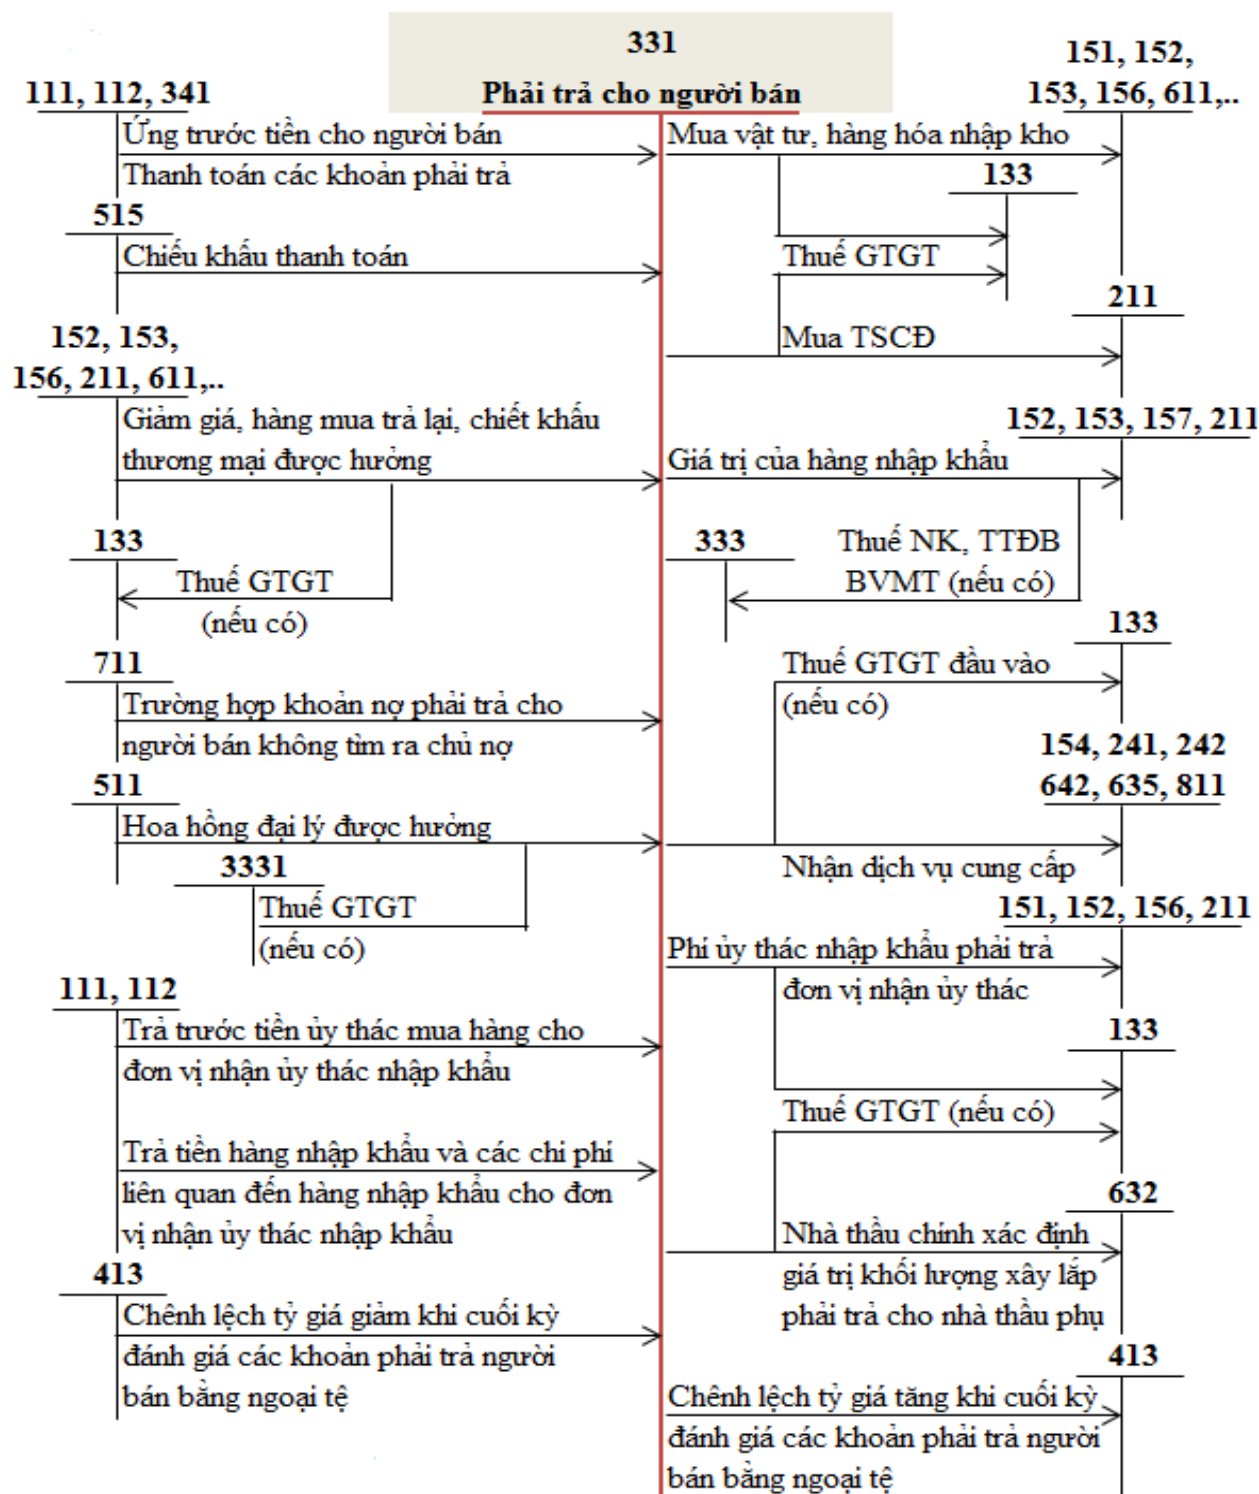 331
Phải trả cho người bán
111, 112, 341
Ứng trước tiền cho người bán
Thanh toán các khoản phải trả
515
Chiếu khấu thanh toán
152, 153,
156, 211, 611,..
Giảm giá, hàng mua trả lại, chiết khấu
thương mại được hưởng
133
Thuế GTGT
(nếu có)
711
Trường hợp khoản nợ phải trả cho
người bán không tìm ra chủ nợ
511
Hoa hồng đại lý được hưởng
3331
Thuế GTGT
(nếu có)
111, 112
Trả trước tiền ủy thác mua hàng cho
đơn vị nhận ủy thác nhập khẩu
Trả tiền hàng nhập khẩu và các chi phí
liên quan đến hàng nhập khẩu cho đơn
vị nhận ủy thác nhập khẩu
413
Chênh lệch tỷ giá giảm khi cuối kỳ
đánh giá các khoản phải trả người
bán bằng ngoại tệ
151, 152,
153, 156, 611,..
Mua vật tư, hàng hóa nhập kho
133
Thuế GTGT
211
Mua TSCĐ
152, 153, 157, 211
Giá trị của hàng nhập khẩu
333
Thuế NK, TTĐB
BVMT (nếu có)
133
Thuế GTGT đầu vào
(nếu có)
154, 241, 242
642, 635, 811
Nhận dịch vụ cung cấp
151, 152, 156, 211
Phí ủy thác nhập khẩu phải trả
đơn vị nhận ủy thác
133
Thuế GTGT (nếu có)
632
Nhà thầu chính xác định
giá trị khối lượng xây lắp
phải trả cho nhà thầu phụ
413
Chênh lệch tỷ giá tăng khi cuối kỳ
đánh giá các khoản phải trả người
bán bằng ngoại tệ